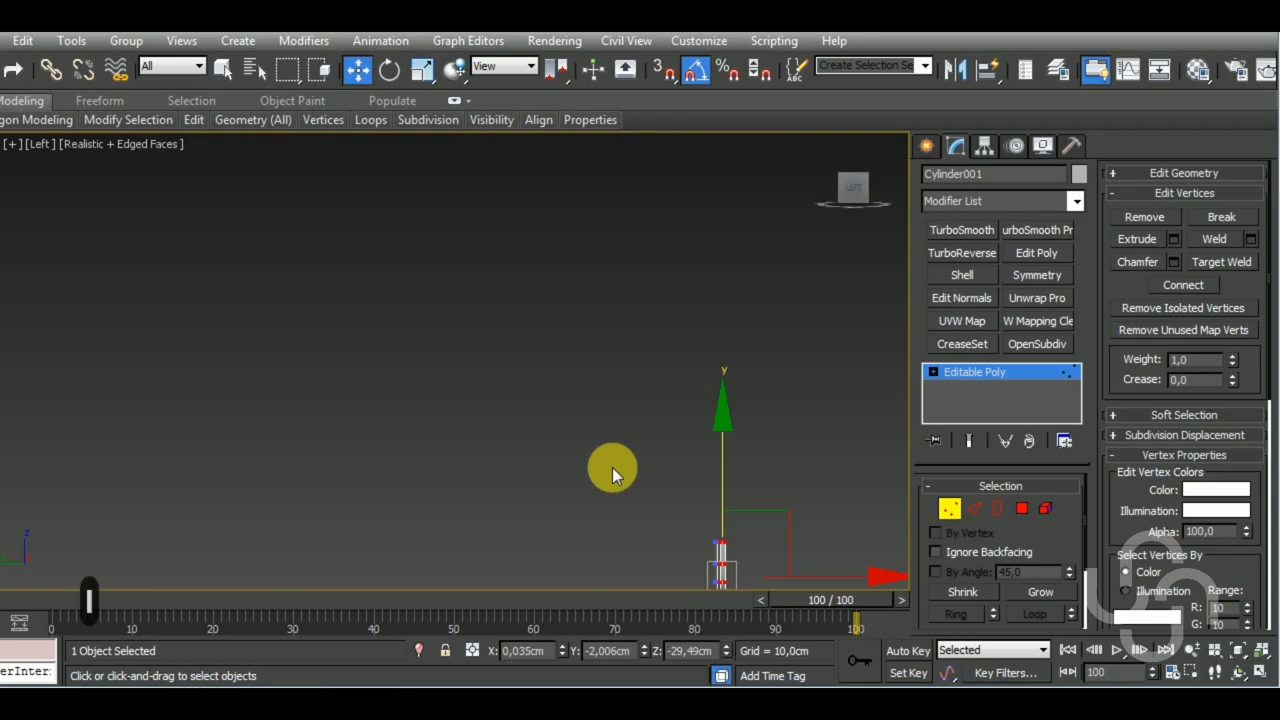 Edit Tools Group Views Create Modifiers Animation Graph Editors Rendering Civil View Customize Scripting Help
All View Create Selection Se
Modeling Freeform Selection Object Paint Populate
gon Modeling Modify Selection Edit Geometry (All) Vertices Loops Subdivision Visibility Align Properties
[+] [Left] [Realistic + Edged Faces ]
LEFT
y
z
Cylinder001
Modifier List
TurboSmooth urboSmooth Pr
TurboReverse Edit Poly
Shell Symmetry
Edit Normals Unwrap Pro
UVW Map W Mapping Cle
CreaseSet OpenSubdiv
Editable Poly
- Selection
By Vertex
Ignore Backfacing
By Angle: 45,0
Shrink Grow
Ring Loop
+ Edit Geometry
- Edit Vertices
Remove Break
Extrude Weld
Chamfer Target Weld
Connect
Remove Isolated Vertices
Remove Unused Map Verts
Weight: 1,0
Crease: 0,0
+ Soft Selection
+ Subdivision Displacement
- Vertex Properties
Edit Vertex Colors
Color:
Illumination:
Alpha: 100,0
Select Vertices By
Color
Illumination Range:
R: 10
G: 10
< 100 / 100 >
0 10 20 30 40 50 60 70 80 90 100
1 Object Selected X: 0,035cm Y: -2,006cm Z: -29,49cm Grid = 10,0cm Auto Key Selected
erInter: Click or click-and-drag to select objects Add Time Tag Set Key Key Filters... 100